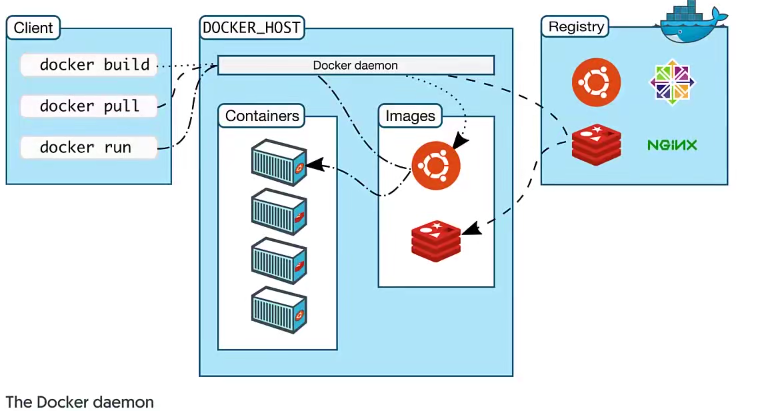 Client
docker build
docker pull
docker run
DOCKER_HOST
Docker daemon
Containers
Images
Registry
NGINX
The Docker daemon